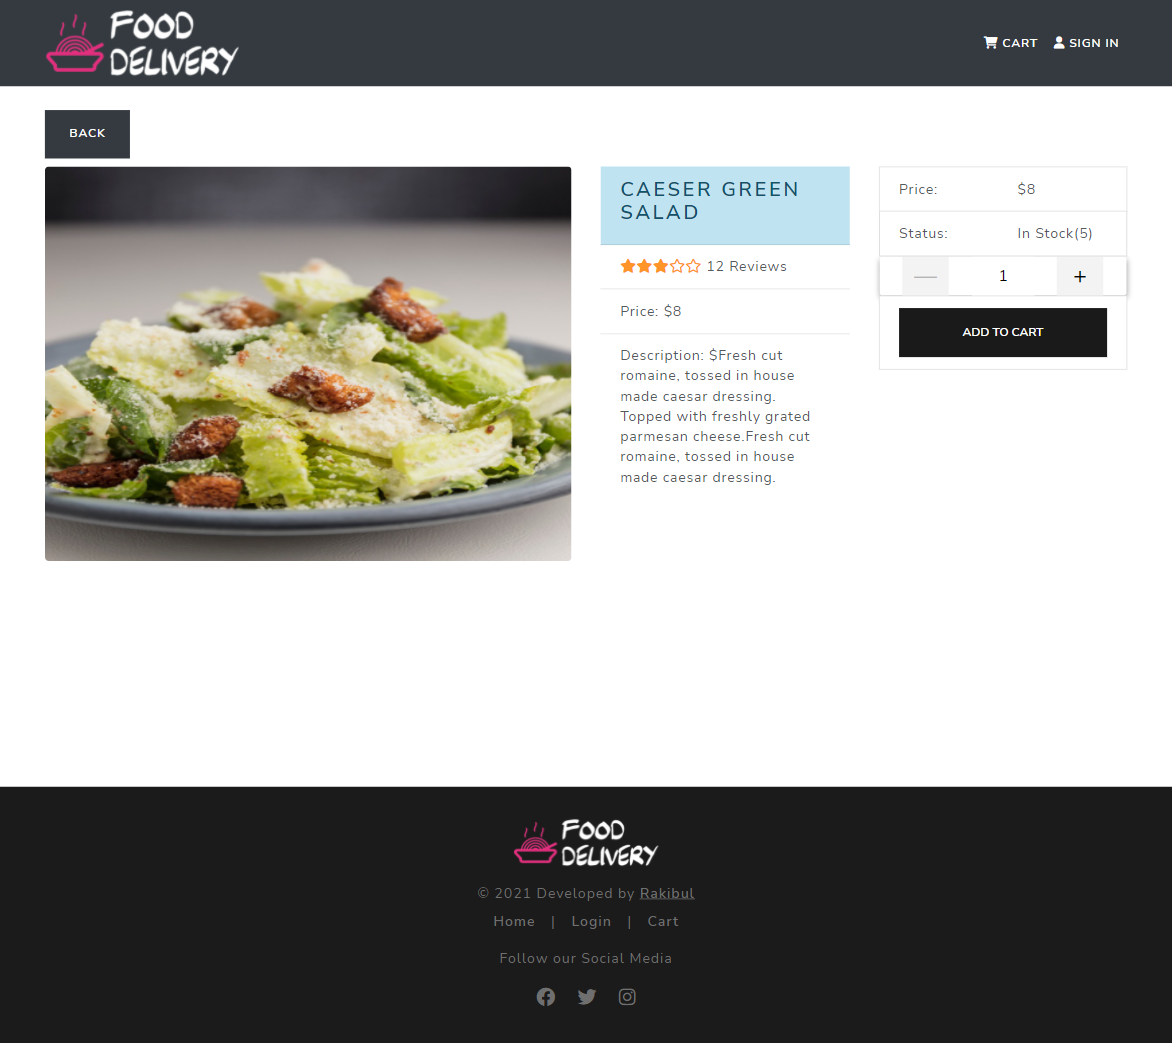 FOOD
DELIVERY
CART SIGN IN
BACK
CAESER GREEN
SALAD
12 Reviews
Price: $8
Description: $Fresh cut
romaine, tossed in house
made caesar dressing.
Topped with freshly grated
parmesan cheese.Fresh cut
romaine, tossed in house
made caesar dressing.
Price: $8
Status: In Stock(5)
— 1 +
ADD TO CART
FOOD
DELIVERY
© 2021 Developed by Rakibul
Home | Login | Cart
Follow our Social Media